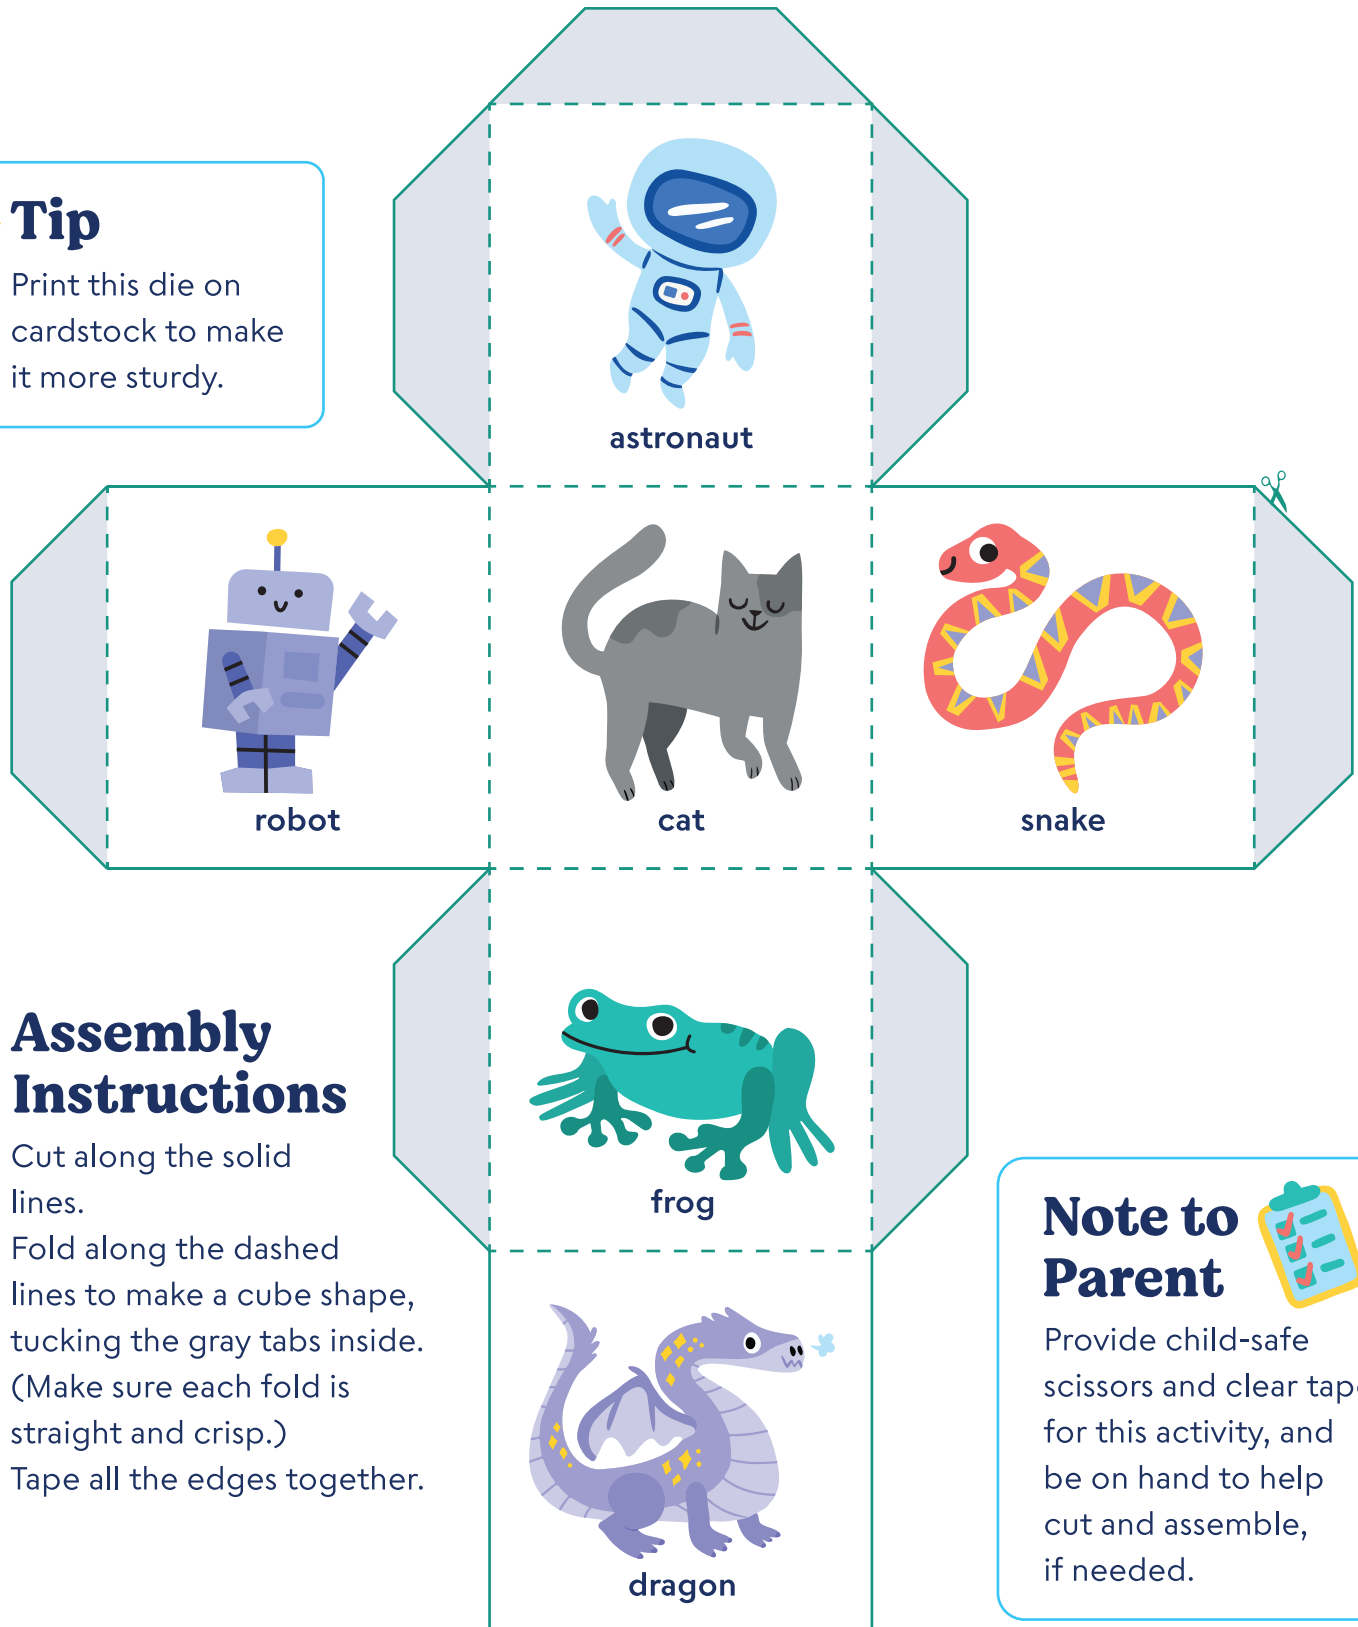 Tip
Print this die on
cardstock to make
it more sturdy.
astronaut
robot
cat
snake
frog
dragon
Assembly
Instructions
Cut along the solid
lines.
Fold along the dashed
lines to make a cube shape,
tucking the gray tabs inside.
(Make sure each fold is
straight and crisp.)
Tape all the edges together.
Note to
Parent
Provide child-safe
scissors and clear tape
for this activity, and
be on hand to help
cut and assemble,
if needed.